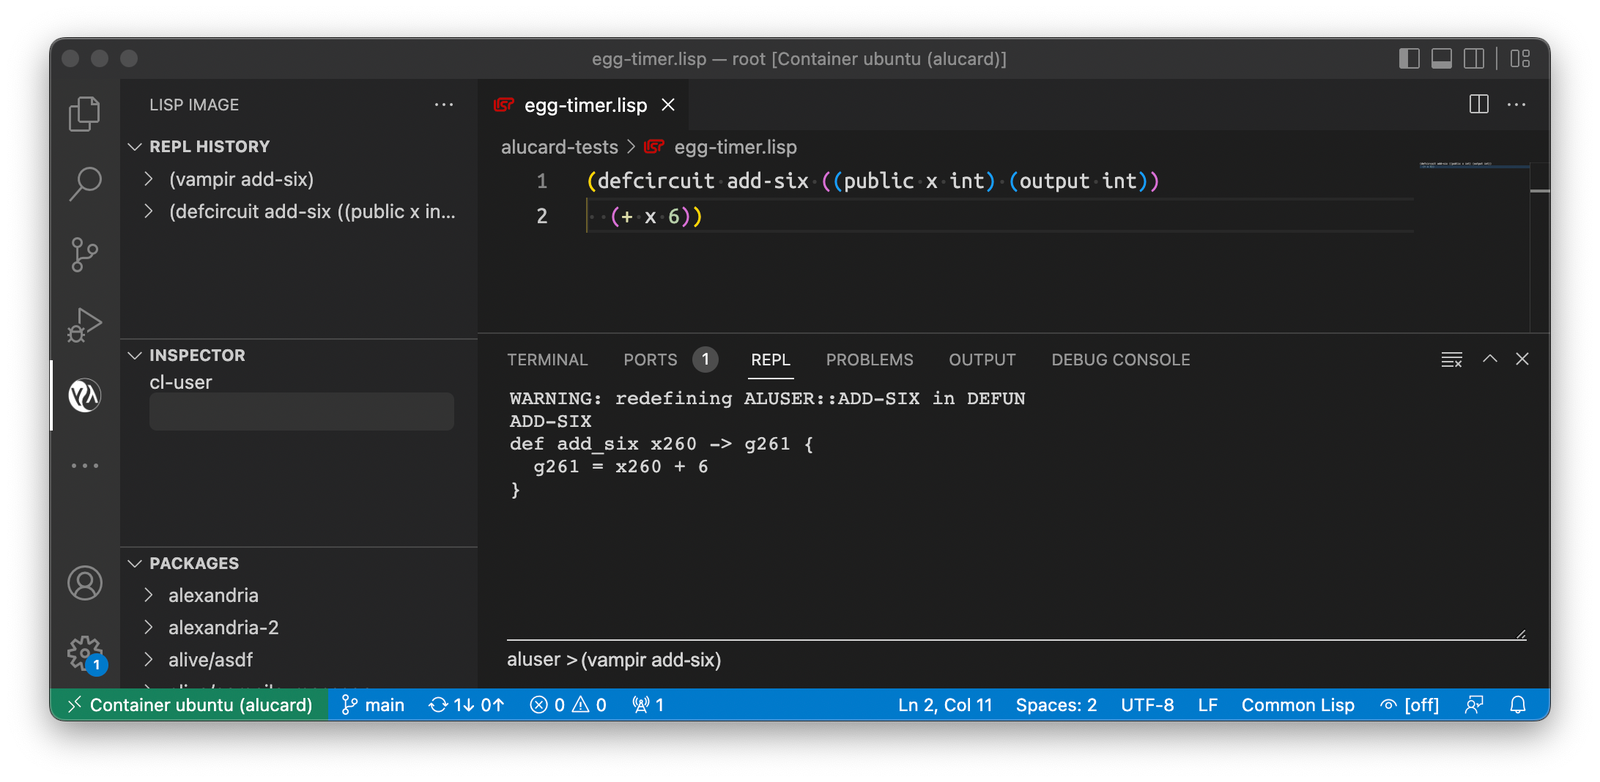 egg-timer.lisp — root [Container ubuntu (alucard)]
LISP IMAGE
REPL HISTORY
(vampir add-six)
(defcircuit add-six ((public x in...
INSPECTOR
cl-user
PACKAGES
alexandria
alexandria-2
alive/asdf
1
egg-timer.lisp
alucard-tests > egg-timer.lisp
1 (defcircuit add-six ((public x int) (output int))
2 (+ x 6))
TERMINAL PORTS 1 REPL PROBLEMS OUTPUT DEBUG CONSOLE
WARNING: redefining ALUSER::ADD-SIX in DEFUN
ADD-SIX
def add_six x260 -> g261 {
g261 = x260 + 6
}
aluser >(vampir add-six)
Container ubuntu (alucard) main 1↓ 0↑ 0 0 1 Ln 2, Col 11 Spaces: 2 UTF-8 LF Common Lisp [off]